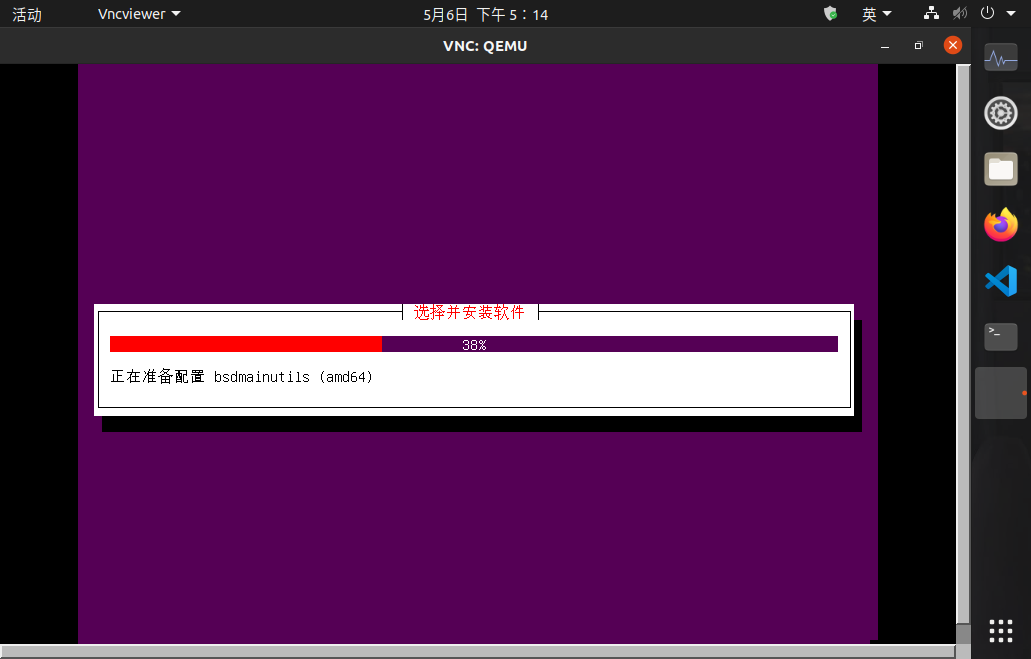 活动 Vncviewer 5月6日 下午 5：14 英
VNC: QEMU
选择并安装软件
38%
正在准备配置 bsdmainutils (amd64)